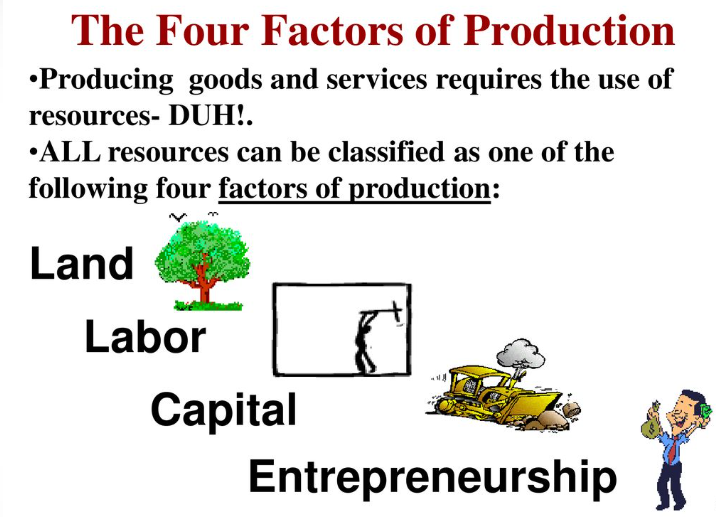 The Four Factors of Production
•Producing  goods and services requires the use of
resources- DUH!.
•ALL resources can be classified as one of the
following four factors of production:
Land
Labor
Capital
Entrepreneurship